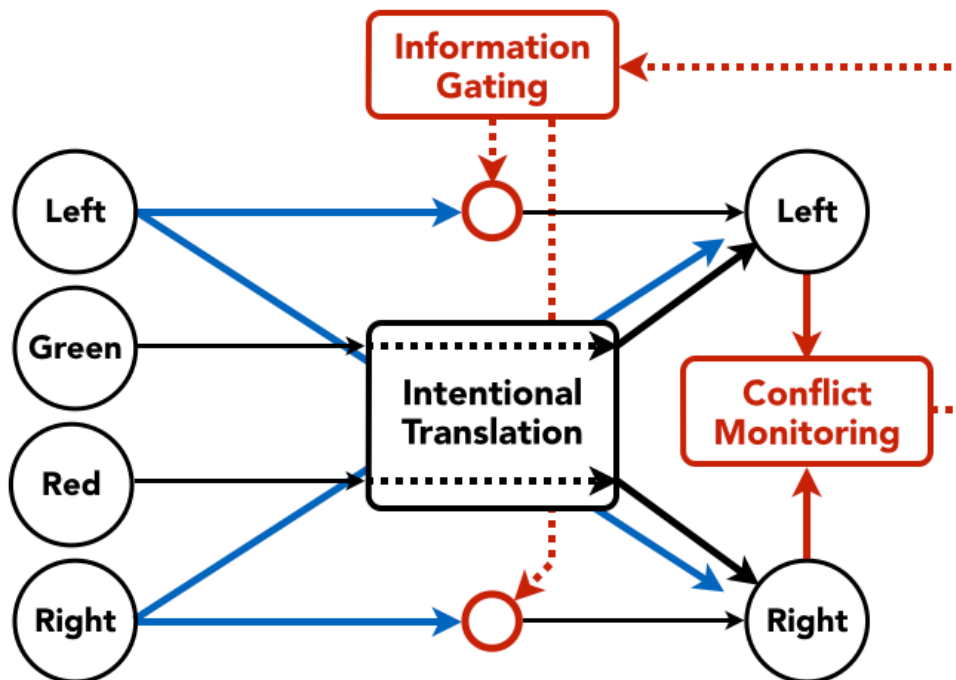 Information
Gating
Left
Left
Green
Intentional
Translation
Conflict
Monitoring
Red
Right
Right